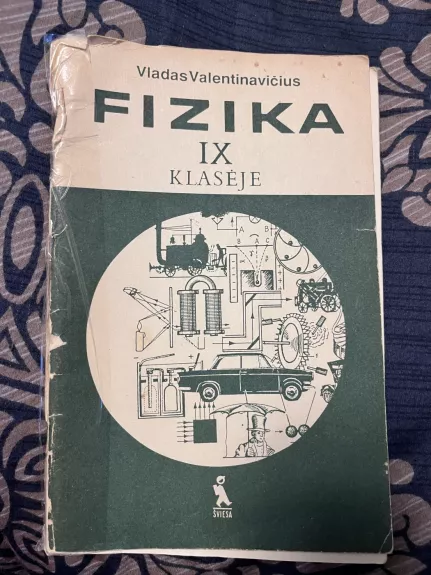 Vladas Valentinavičius
FIZIKA
IX
KLASĖJE
A B
B A
ŠVIESA